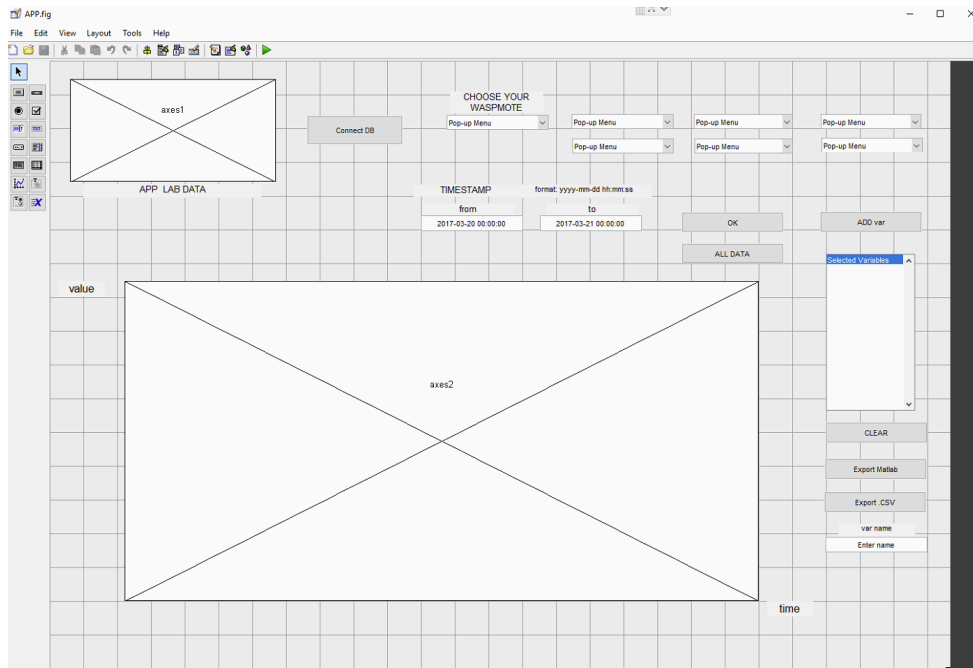 APP.fig
File Edit View Layout Tools Help
axes1
CHOOSE YOUR
WASPMOTE
Connect DB
Pop-up Menu Pop-up Menu Pop-up Menu Pop-up Menu
Pop-up Menu Pop-up Menu Pop-up Menu
APP LAB DATA
TIMESTAMP format: yyyy-mm-dd hh:mm:ss
from to
2017-03-20 00:00:00 2017-03-21 00:00:00
OK ADD var
ALL DATA
Selected Variables
value
axes2
CLEAR
Export Matlab
Export .CSV
var name
Enter name
time